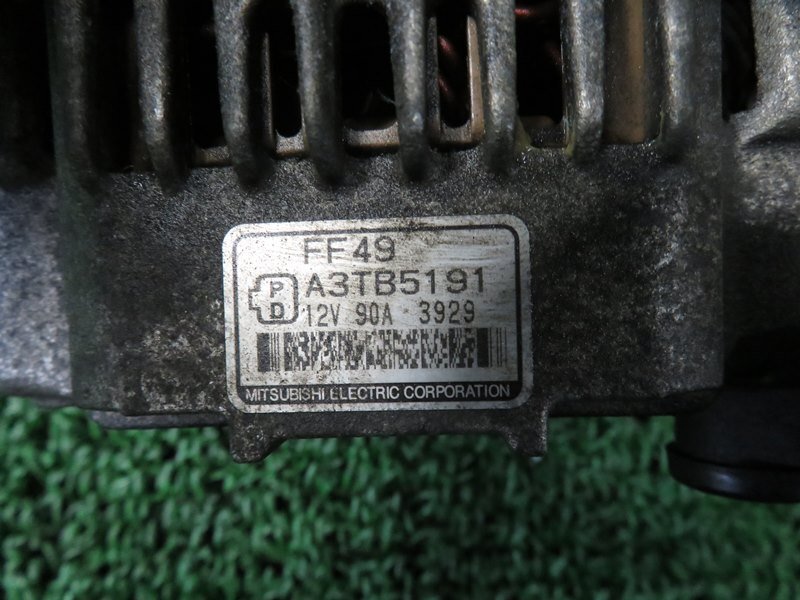 FF49
P D A3TB5191
12V 90A 3929
MITSUBISHI ELECTRIC CORPORATION